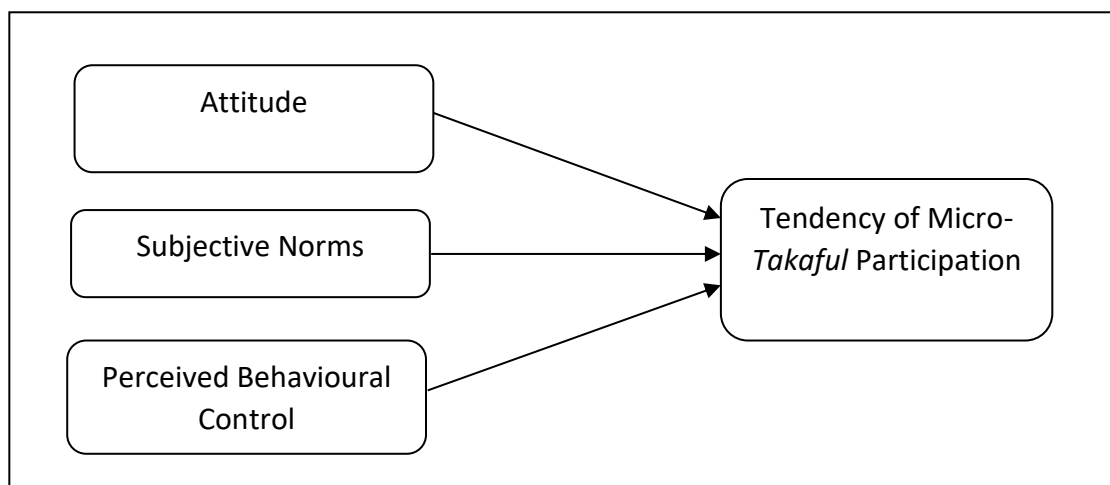 Attitude
Subjective Norms
Perceived Behavioural
Control
Tendency of Micro-
Takaful Participation